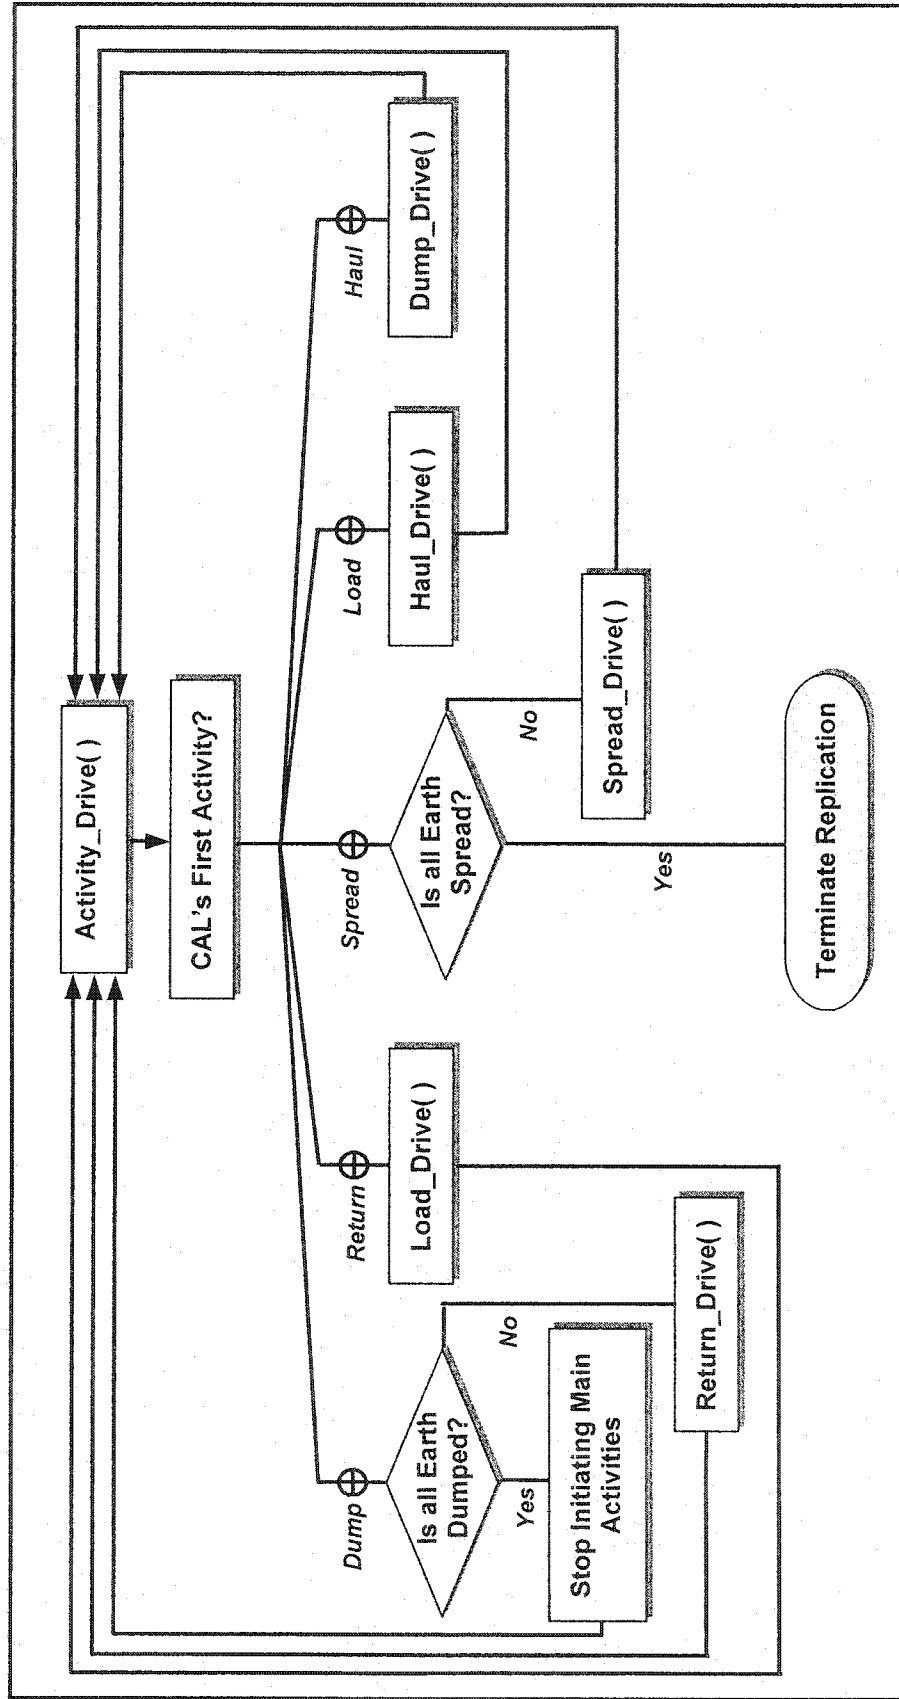 Activity_Drive( )
CAL's First Activity?
Dump
Return
Spread
Load
Haul
Is all Earth
Dumped?
Load_Drive( )
Is all Earth
Spread?
Haul_Drive( )
Dump_Drive( )
Yes
No
No
Stop Initiating Main
Activities
Spread_Drive( )
Return_Drive( )
Yes
Terminate Replication